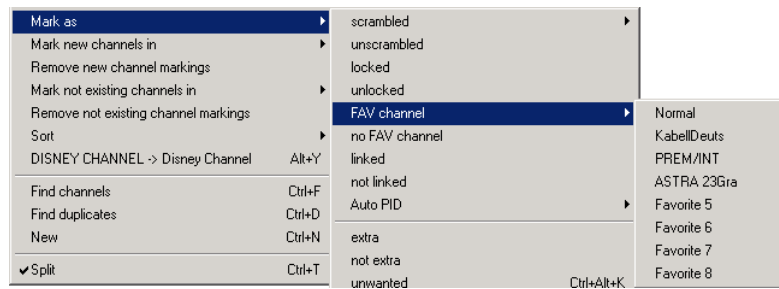 Mark as
Mark new channels in
Remove new channel markings
Mark not existing channels in
Remove not existing channel markings
Sort
DISNEY CHANNEL -> Disney Channel Alt+Y
Find channels Ctrl+F
Find duplicates Ctrl+D
New Ctrl+N
Split Ctrl+T
scrambled
unscrambled
locked
unlocked
FAV channel
no FAV channel
linked
not linked
Auto PID
extra
not extra
unwanted Ctrl+Alt+K
Normal
KabellDeuts
PREM/INT
ASTRA 23Gra
Favorite 5
Favorite 6
Favorite 7
Favorite 8